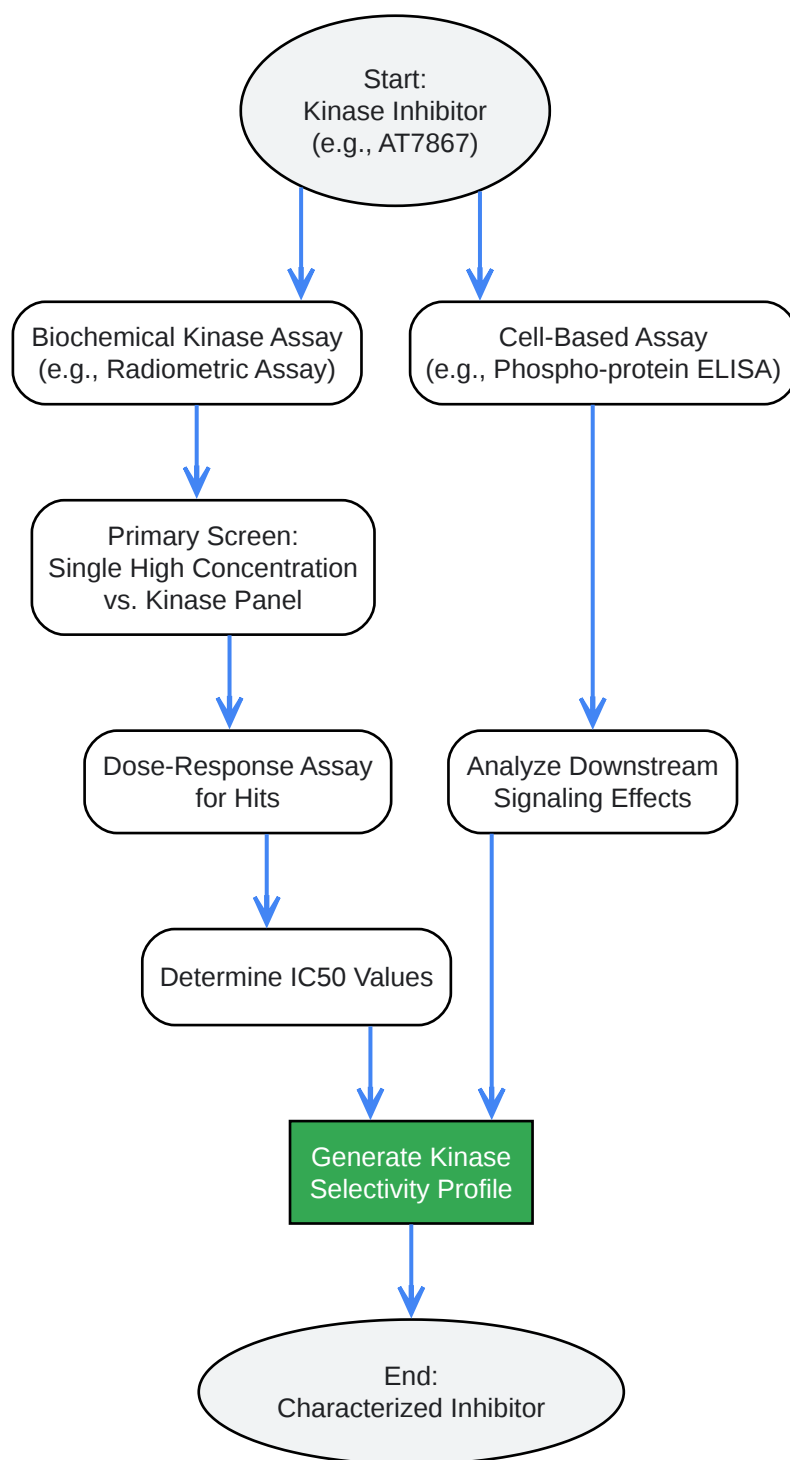 Start:
Kinase Inhibitor
(e.g., AT7867)
Biochemical Kinase Assay
(e.g., Radiometric Assay)
Cell-Based Assay
(e.g., Phospho-protein ELISA)
Primary Screen:
Single High Concentration
vs. Kinase Panel
Dose-Response Assay
for Hits
Analyze Downstream
Signaling Effects
Determine IC50 Values
Generate Kinase
Selectivity Profile
End:
Characterized Inhibitor